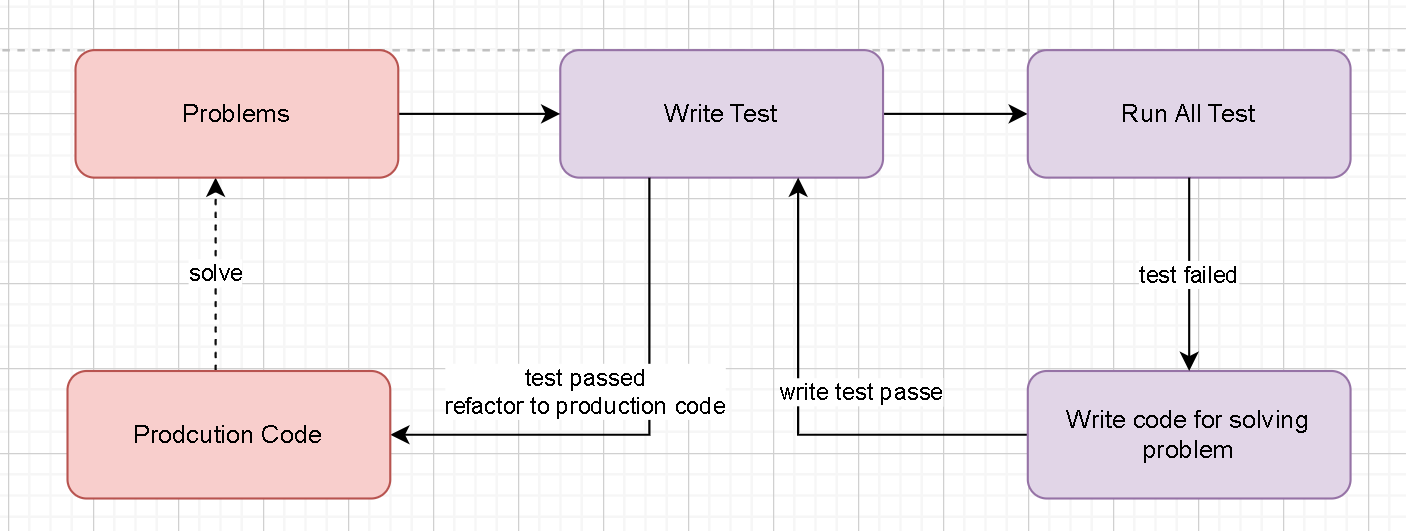 Problems
Write Test
Run All Test
solve
test failed
test passed
refactor to production code
write test passe
Prodcution Code
Write code for solving
problem